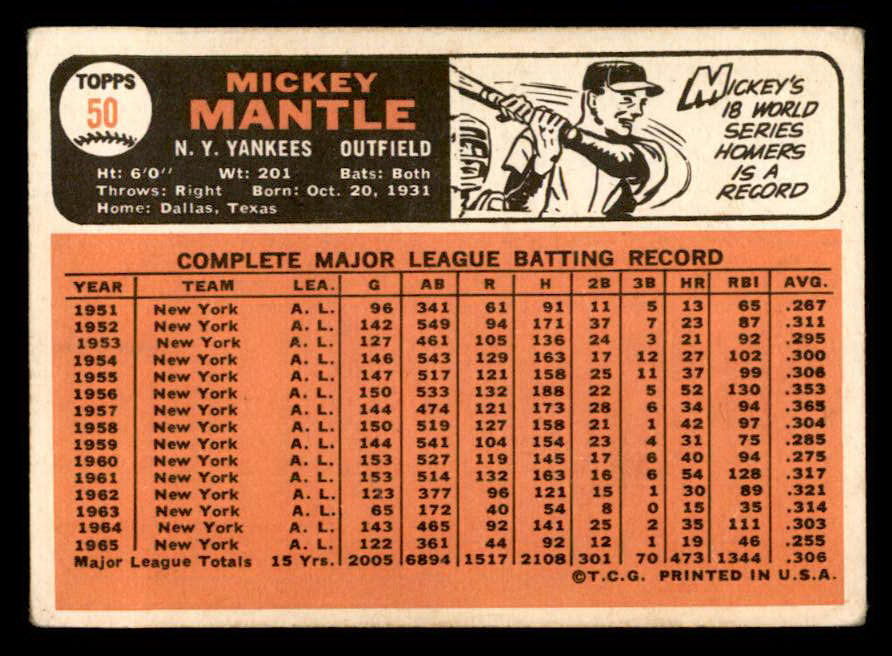 TOPPS
50
MICKEY
MANTLE
N. Y. YANKEES OUTFIELD
Ht: 6'0" Wt: 201 Bats: Both
Throws: Right Born: Oct. 20, 1931
Home: Dallas, Texas
MICKEY'S
18 WORLD
SERIES
HOMERS
IS A
RECORD
COMPLETE MAJOR LEAGUE BATTING RECORD
YEAR TEAM LEA. G AB R H 2B 3B HR RBI AVG.
1951 New York A. L. 96 341 61 91 11 5 13 65 .267
1952 New York A. L. 142 549 94 171 37 7 23 87 .311
1953 New York A. L. 127 461 105 136 24 3 21 92 .295
1954 New York A. L. 146 543 129 163 17 12 27 102 .300
1955 New York A. L. 147 517 121 158 25 11 37 99 .306
1956 New York A. L. 150 533 132 188 22 5 52 130 .353
1957 New York A. L. 144 474 121 173 28 6 34 94 .365
1958 New York A. L. 150 519 127 158 21 1 42 97 .304
1959 New York A. L. 144 541 104 154 23 4 31 75 .285
1960 New York A. L. 153 527 119 145 17 6 40 94 .275
1961 New York A. L. 153 514 132 163 16 6 54 128 .317
1962 New York A. L. 123 377 96 121 15 1 30 89 .321
1963 New York A. L. 65 172 40 54 8 0 15 35 .314
1964 New York A. L. 143 465 92 141 25 2 35 111 .303
1965 New York A. L. 122 361 44 92 12 1 19 46 .255
Major League Totals 15 Yrs. 2005 6894 1517 2108 301 70 473 1344 .306
©T.C.G. PRINTED IN U.S.A.